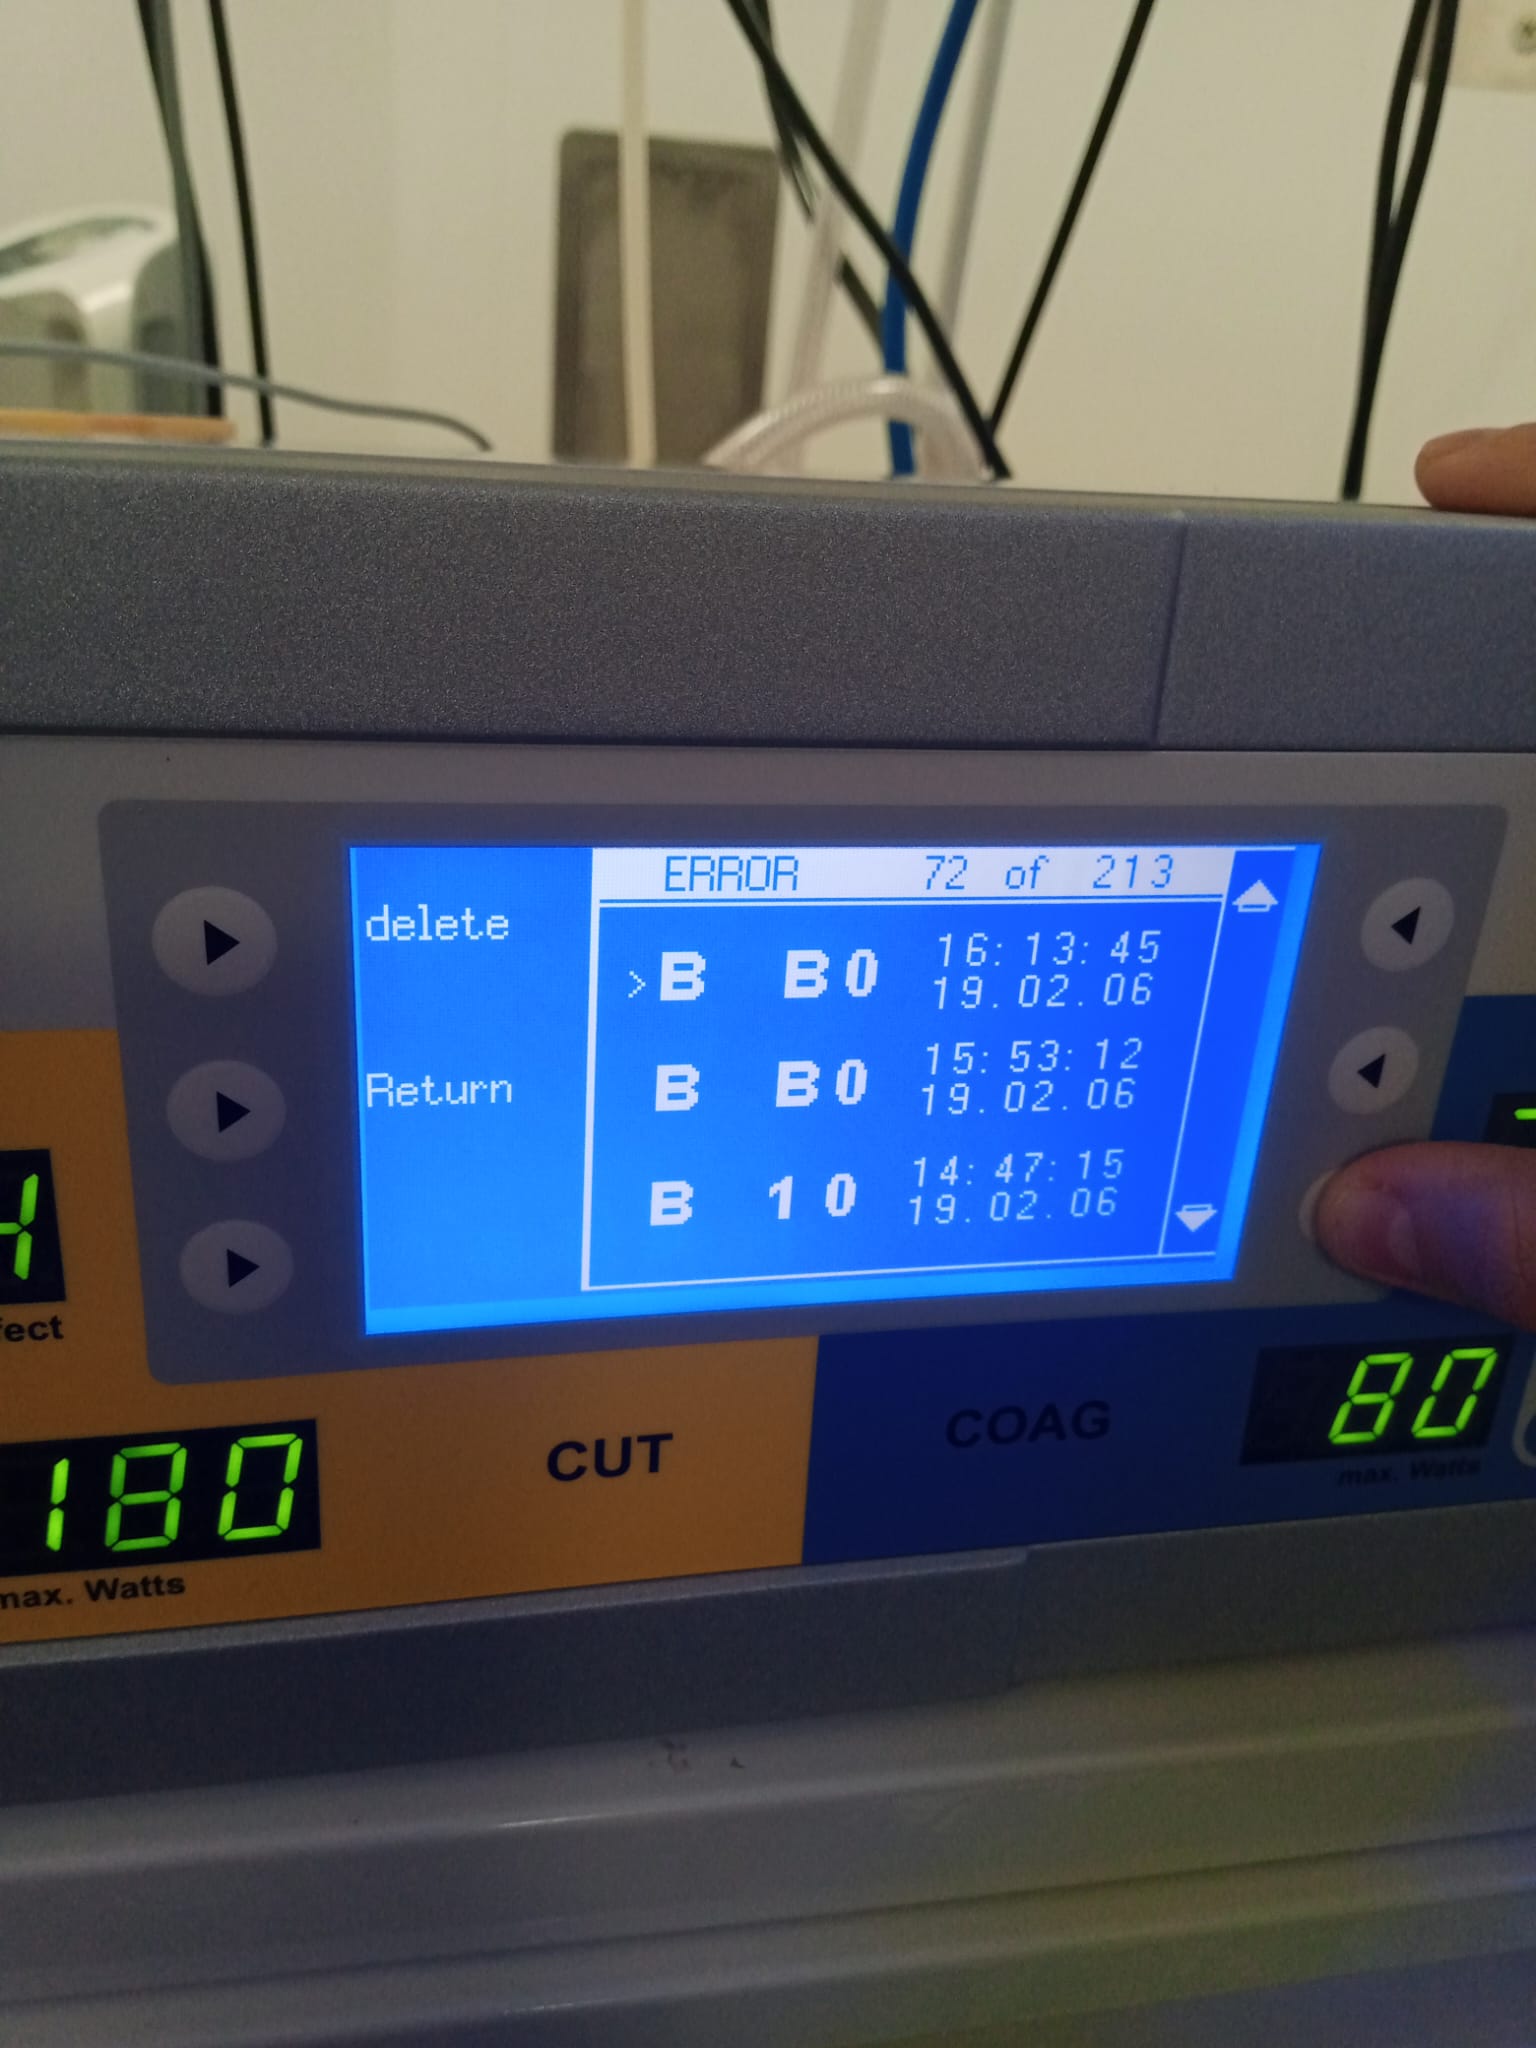 ERROR 72 of 213
delete
>B B0 16:13:45
19.02.06
Return
B B0 15:53:12
19.02.06
B 10 14:47:15
19.02.06
4
80
max. Watts
COAG
CUT
180
max. Watts